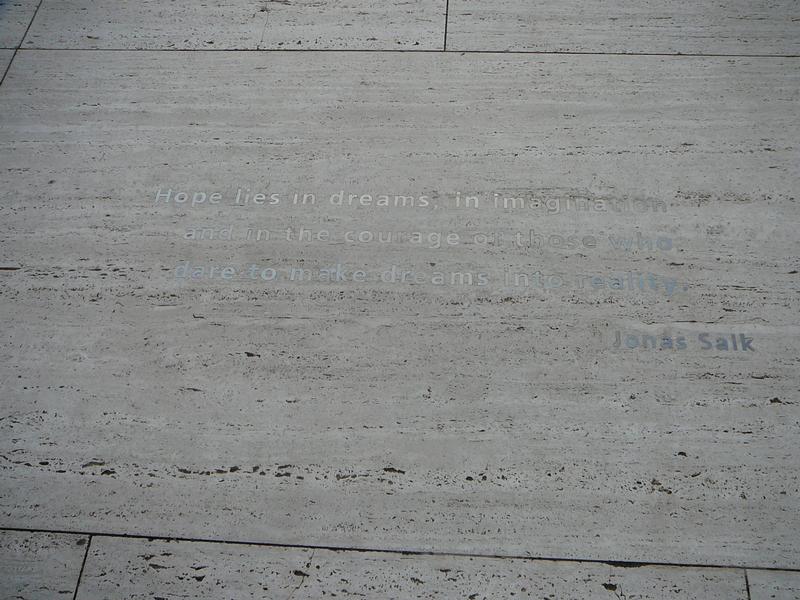 Hope lies in dreams, in imagination
and in the courage of those who
dare to make dreams into reality.
Jonas Salk